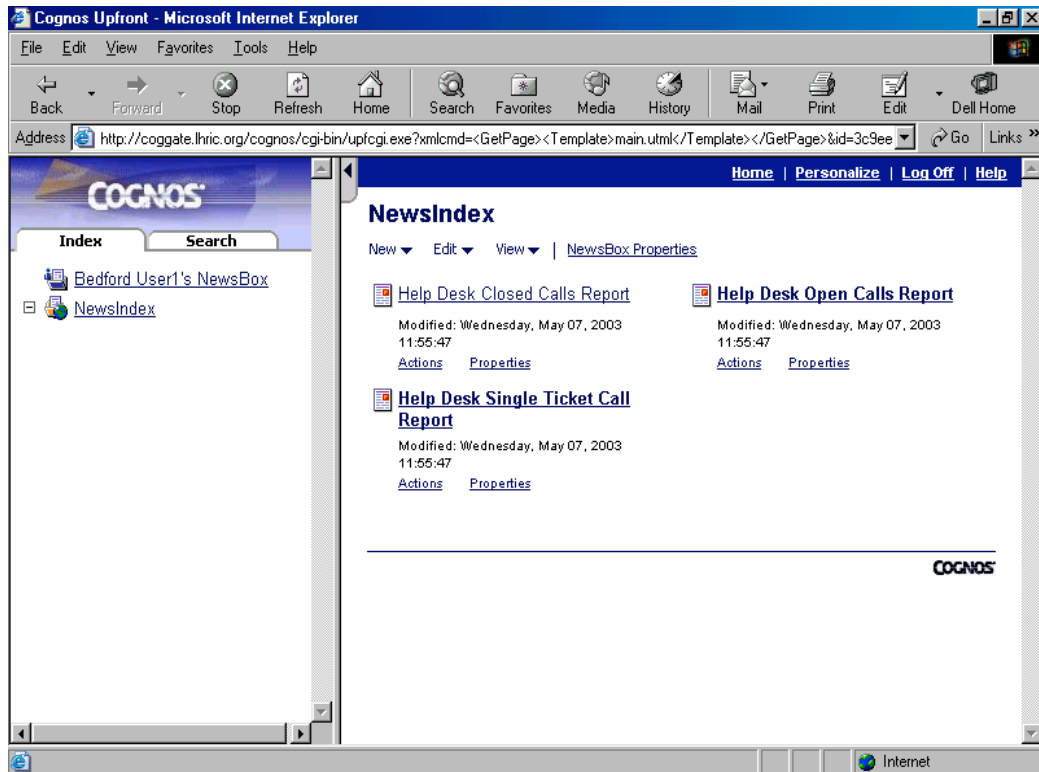 Cognos Upfront - Microsoft Internet Explorer
File Edit View Favorites Tools Help
Back Forward Stop Refresh Home Search Favorites Media History Mail Print Edit Dell Home
Address http://coggate.lhric.org/cognos/cgi-bin/upfcgi.exe?xmlcmd=<GetPage><Template>main.utml</Template></GetPage>&id=3c9ee Go Links »
COGNOS
Home | Personalize | Log Off | Help
Index Search
Bedford User1's NewsBox
NewsIndex
NewsIndex
New Edit View | NewsBox Properties
Help Desk Closed Calls Report
Modified: Wednesday, May 07, 2003
11:55:47
Actions Properties
Help Desk Open Calls Report
Modified: Wednesday, May 07, 2003
11:55:47
Actions Properties
Help Desk Single Ticket Call
Report
Modified: Wednesday, May 07, 2003
11:55:47
Actions Properties
COGNOS
Internet